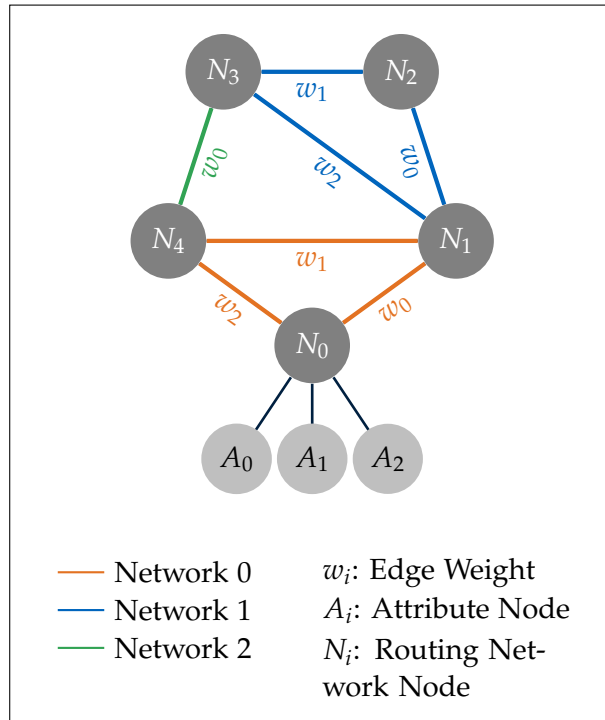 N₃
N₂
w₁
w₀
w₂
w₀
N₄
N₁
w₁
w₂
w₀
N₀
A₀
A₁
A₂
Network 0
Network 1
Network 2
wᵢ: Edge Weight
Aᵢ: Attribute Node
Nᵢ: Routing Net-
work Node